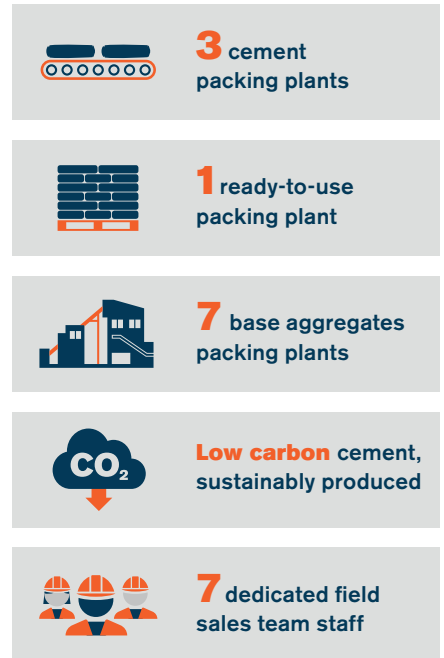 3 cement
packing plants
1 ready-to-use
packing plant
7 base aggregates
packing plants
CO₂
Low carbon cement,
sustainably produced
7 dedicated field
sales team staff